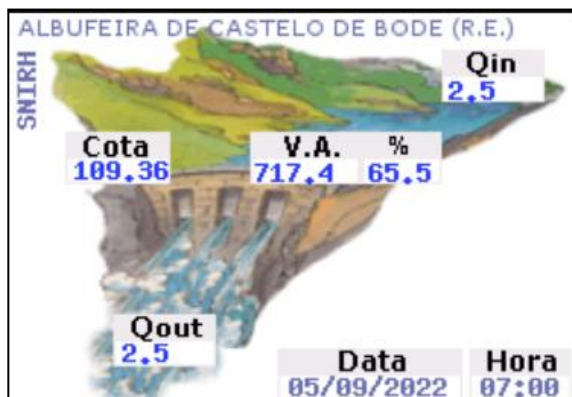 ALBUFEIRA DE CASTELO DE BODE (R.E.)
SNIRH
Qin
2.5
Cota
109.36
V.A. %
717.4 65.5
Qout
2.5
Data Hora
05/09/2022 07:00